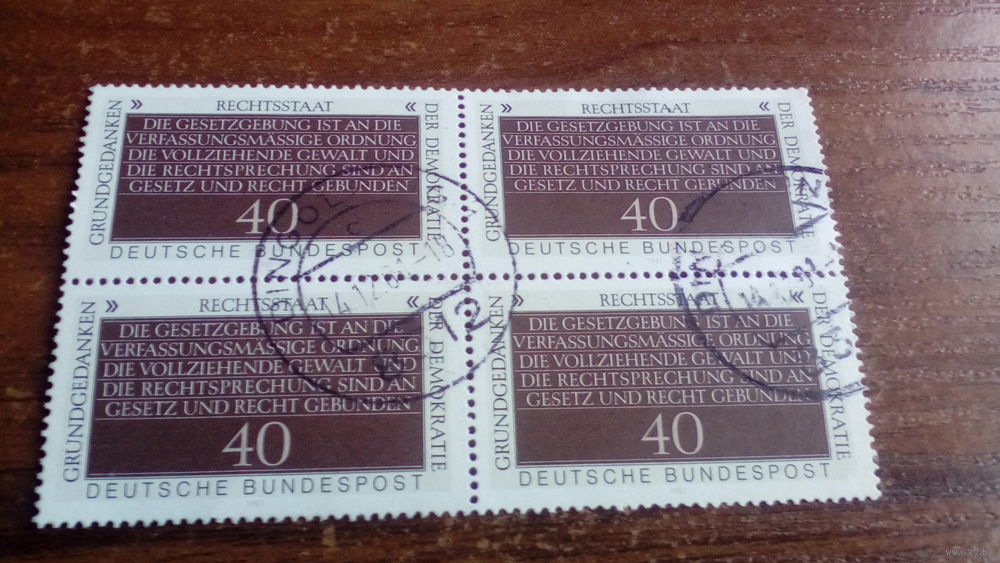 » RECHTSSTAAT «
GRUNDGEDANKEN
DIE GESETZGEBUNG IST AN DIE
VERFASSUNGSMÄSSIGE ORDNUNG
DIE VOLLZIEHENDE GEWALT UND
DIE RECHTSPRECHUNG SIND AN
GESETZ UND RECHT GEBUNDEN
40
DER DEMOKRATIE
DEUTSCHE BUNDESPOST
» RECHTSSTAAT «
GRUNDGEDANKEN
DIE GESETZGEBUNG IST AN DIE
VERFASSUNGSMÄSSIGE ORDNUNG
DIE VOLLZIEHENDE GEWALT UND
DIE RECHTSPRECHUNG SIND AN
GESETZ UND RECHT GEBUNDEN
40
DER DEMOKRATIE
DEUTSCHE BUNDESPOST
» RECHTSSTAAT «
GRUNDGEDANKEN
DIE GESETZGEBUNG IST AN DIE
VERFASSUNGSMÄSSIGE ORDNUNG
DIE VOLLZIEHENDE GEWALT UND
DIE RECHTSPRECHUNG SIND AN
GESETZ UND RECHT GEBUNDEN
40
DER DEMOKRATIE
DEUTSCHE BUNDESPOST
» RECHTSSTAAT «
GRUNDGEDANKEN
DIE GESETZGEBUNG IST AN DIE
VERFASSUNGSMÄSSIGE ORDNUNG
DIE VOLLZIEHENDE GEWALT UND
DIE RECHTSPRECHUNG SIND AN
GESETZ UND RECHT GEBUNDEN
40
DER DEMOKRATIE
DEUTSCHE BUNDESPOST
www.ay.by